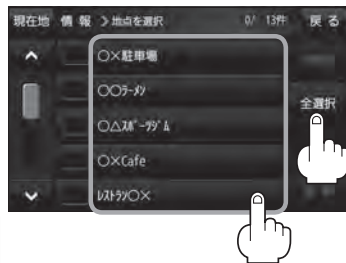 現在地 情報 >地点を選択 0/ 13件 戻る
○×駐車場
○○ﾗｰﾒﾝ
全選択
○△ｽﾎﾟｰﾂｼﾞﾑ
○×Cafe
ﾚｽﾄﾗﾝ○×